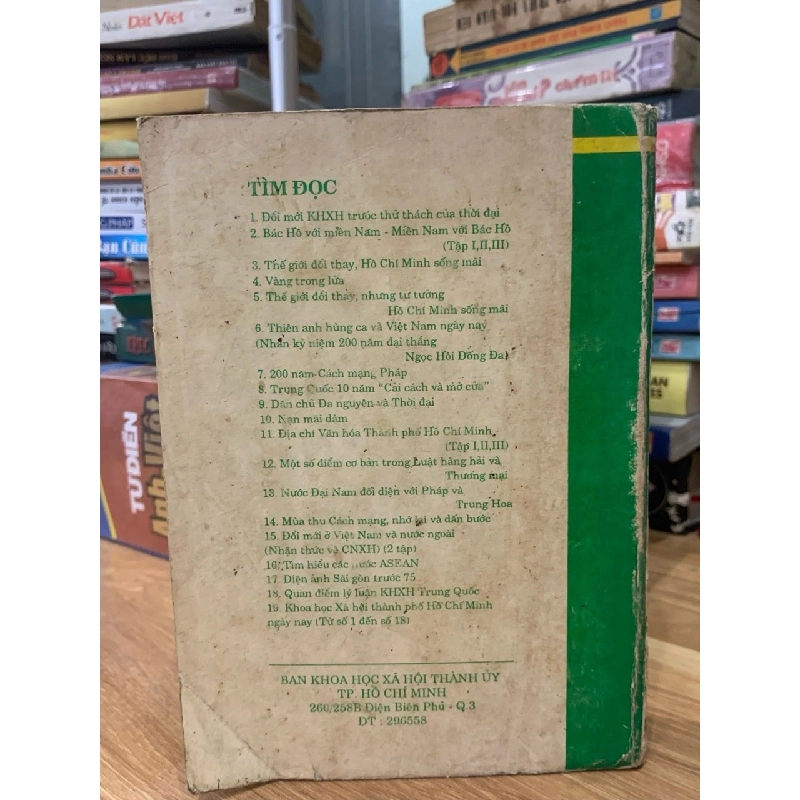 Đất Việt
TÌM ĐỌC
1. Đổi mới KHXH trước thử thách của thời đại
2. Bác Hồ với miền Nam - Miền Nam với Bác Hồ
(Tập I,II,III)
3. Thế giới đổi thay, Hồ Chí Minh sống mãi
4. Vàng trong lửa
5. Thế giới đổi thay, nhưng tư tưởng
Hồ Chí Minh sống mãi
6. Thiên anh hùng ca và Việt Nam ngày nay
(Nhân kỷ niệm 200 năm đại thắng
Ngọc Hồi Đống Đa)
7. 200 năm Cách mạng Pháp
8. Trung Quốc 10 năm "Cải cách và mở cửa"
9. Dân chủ Đa nguyên và Thời đại
10. Nạn mãi dâm
11. Địa chí Văn hóa Thành phố Hồ Chí Minh
(Tập I,II,III)
12. Một số điểm cơ bản trong Luật hàng hải và
Thương mại
13. Nước Đại Nam đối diện với Pháp và
Trung Hoa
14. Mùa thu Cách mạng, nhớ lại và dấn bước
15. Đổi mới ở Việt Nam và nước ngoài
(Nhận thức về CNXH) (2 tập)
16. Tìm hiểu các nước ASEAN
17. Diện ảnh Sài gòn trước 75
18. Quan điểm lý luận KHXH Trung Quốc
19. Khoa học Xã hội thành phố Hồ Chí Minh
ngày nay (Từ số 1 đến số 18)
BAN KHOA HỌC XÃ HỘI THÀNH ỦY
TP. HỒ CHÍ MINH
266/258B Điện Biên Phủ - Q 3
ĐT : 296558
TỪ ĐIỂN
Anh Việt